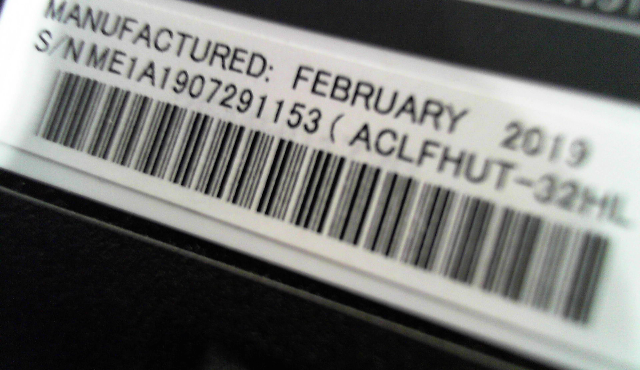 MANUFACTURED: FEBRUARY 2019
S/N ME1A1907291153 ( ACLFHUT-32HL